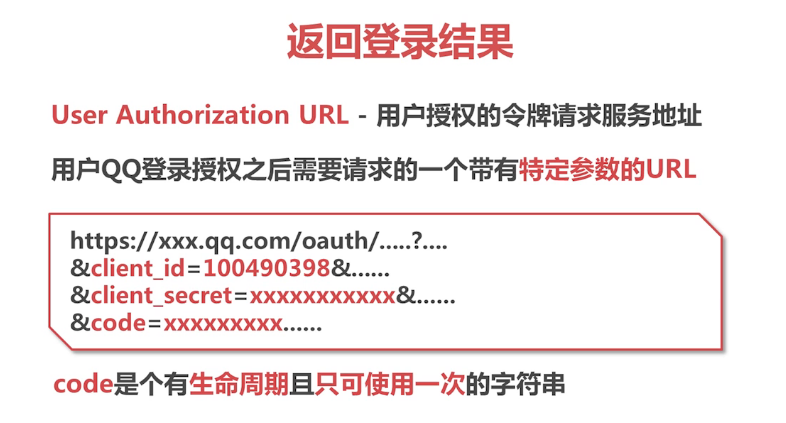 返回登录结果
User Authorization URL - 用户授权的令牌请求服务地址
用户QQ登录授权之后需要请求的一个带有特定参数的URL
https://xxx.qq.com/oauth/.....?....
&client_id=100490398&......
&client_secret=xxxxxxxxxxx&......
&code=xxxxxxxxx......
code是个有生命周期且只可使用一次的字符串